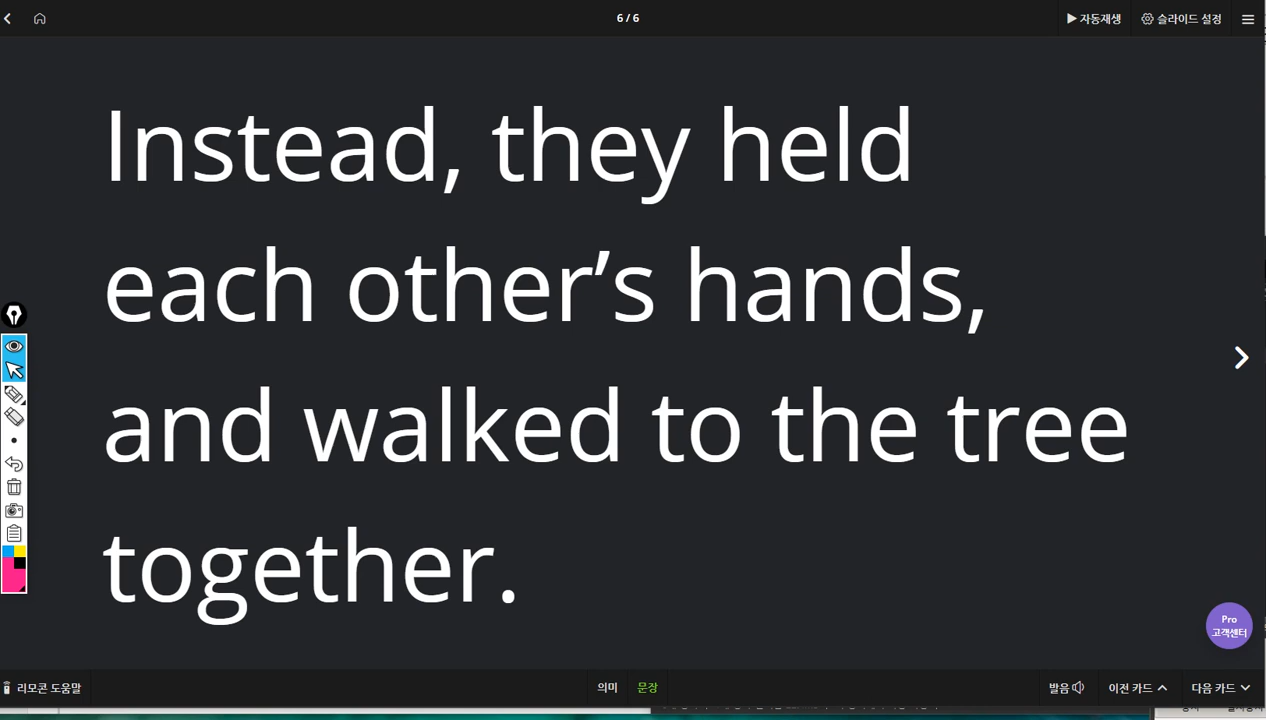 6 / 6
자동재생
슬라이드 설정
Instead, they held
each other’s hands,
and walked to the tree
together.
Pro
고객센터
리모콘 도움말
의미
문장
발음
이전 카드
다음 카드